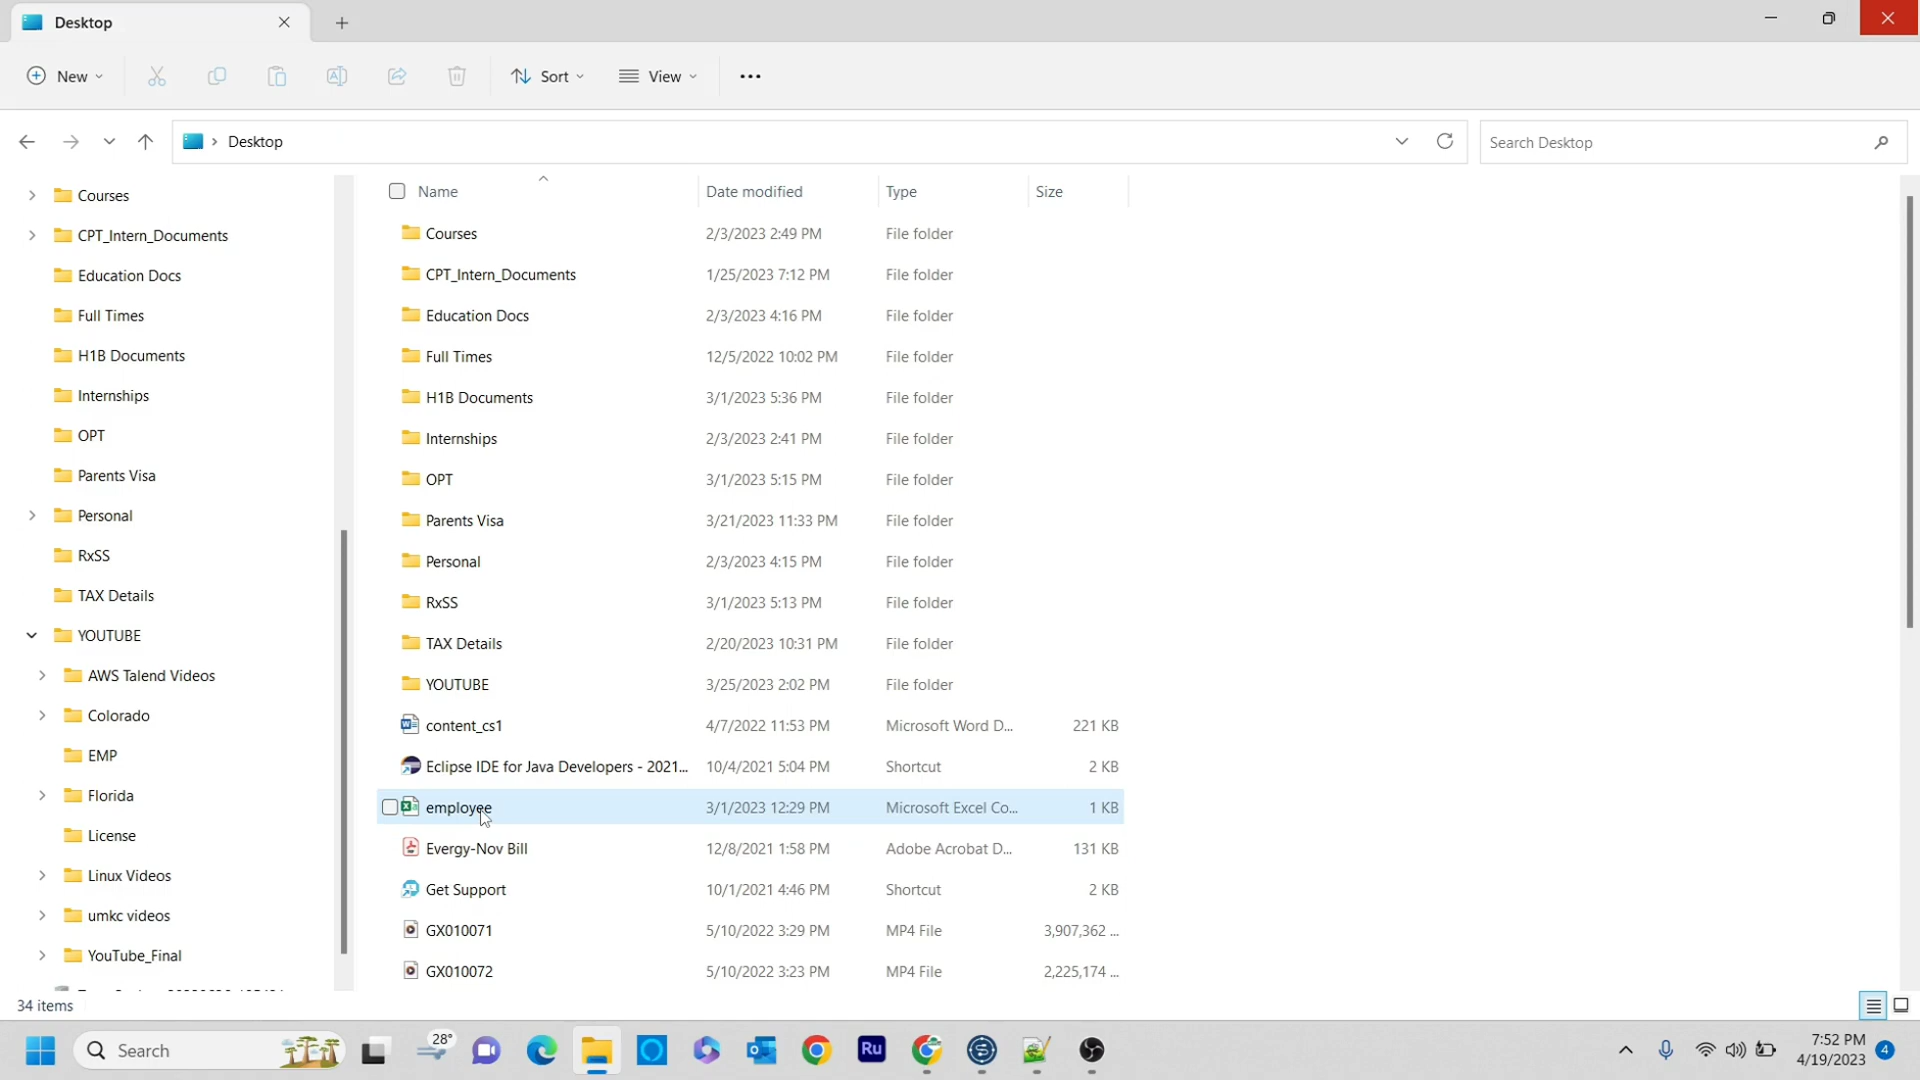 Desktop
New
Sort
View
Desktop
Search Desktop
Name Date modified Type Size
Courses
CPT_Intern_Documents
Education Docs
Full Times
H1B Documents
Internships
OPT
Parents Visa
Personal
RxSS
TAX Details
YOUTUBE
AWS Talend Videos
Colorado
EMP
Florida
License
Linux Videos
umkc videos
YouTube_Final
Courses 2/3/2023 2:49 PM File folder
CPT_Intern_Documents 1/25/2023 7:12 PM File folder
Education Docs 2/3/2023 4:16 PM File folder
Full Times 12/5/2022 10:02 PM File folder
H1B Documents 3/1/2023 5:36 PM File folder
Internships 2/3/2023 2:41 PM File folder
OPT 3/1/2023 5:15 PM File folder
Parents Visa 3/21/2023 11:33 PM File folder
Personal 2/3/2023 4:15 PM File folder
RxSS 3/1/2023 5:13 PM File folder
TAX Details 2/20/2023 10:31 PM File folder
YOUTUBE 3/25/2023 2:02 PM File folder
content_cs1 4/7/2022 11:53 PM Microsoft Word D... 221 KB
Eclipse IDE for Java Developers - 2021... 10/4/2021 5:04 PM Shortcut 2 KB
employee 3/1/2023 12:29 PM Microsoft Excel Co... 1 KB
Evergy-Nov Bill 12/8/2021 1:58 PM Adobe Acrobat D... 131 KB
Get Support 10/1/2021 4:46 PM Shortcut 2 KB
GX010071 5/10/2022 3:29 PM MP4 File 3,907,362 ...
GX010072 5/10/2022 3:23 PM MP4 File 2,225,174 ...
34 items
Search
28°
Ru
7:52 PM
4/19/2023
4